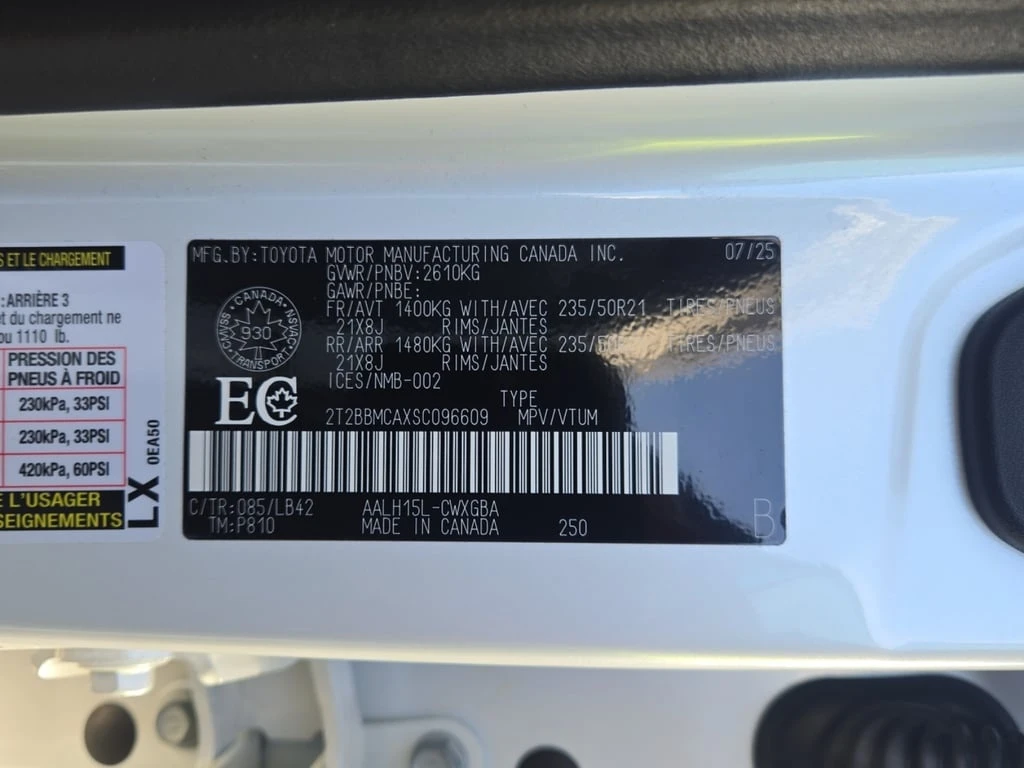 S ET LE CHARGEMENT
: ARRIÈRE 3
et du chargement ne
ou 1110 lb.
PRESSION DES
PNEUS À FROID
230kPa, 33PSI
230kPa, 33PSI
420kPa, 60PSI
E L'USAGER
SEIGNEMENTS
LX 0EA50
MFG.BY:TOYOTA MOTOR MANUFACTURING CANADA INC. 07/25
GVWR/PNBV:2610KG
GAWR/PNBE:
FR/AVT 1400KG WITH/AVEC 235/50R21 TIRES/PNEUS
21X8J RIMS/JANTES
RR/ARR 1480KG WITH/AVEC 235/50 TIRES/PNEUS
21X8J RIMS/JANTES
ICES/NMB-002
CANADA
930
TRANSPORT
EC
TYPE
2T2BBMCAXSC096609 MPV/VTUM
C/TR:085/LB42 AALH15L-CWXGBA
TM:P810 MADE IN CANADA 250 B